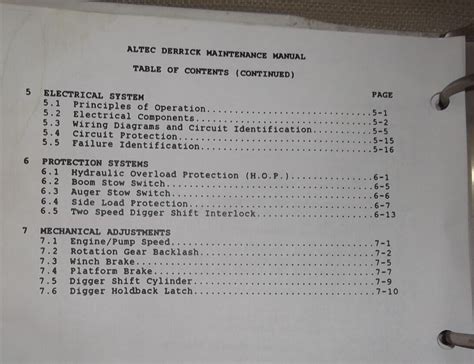 ALTEC DERRICK MAINTENANCE MANUAL
TABLE OF CONTENTS (CONTINUED)
5 ELECTRICAL SYSTEM PAGE
5.1 Principles of Operation..............................5-1
5.2 Electrical Components................................5-2
5.3 Wiring Diagrams and Circuit Identification...........5-5
5.4 Circuit Protection...................................5-15
5.5 Failure Identification...............................5-16
6 PROTECTION SYSTEMS
6.1 Hydraulic Overload Protection (H.O.P.)...............6-1
6.2 Boom Stow Switch.....................................6-5
6.3 Auger Stow Switch....................................6-6
6.4 Side Load Protection.................................6-7
6.5 Two Speed Digger Shift Interlock.....................6-13
7 MECHANICAL ADJUSTMENTS
7.1 Engine/Pump Speed....................................7-1
7.2 Rotation Gear Backlash...............................7-2
7.3 Winch Brake..........................................7-5
7.4 Platform Brake.......................................7-7
7.5 Digger Shift Cylinder................................7-9
7.6 Digger Holdback Latch................................7-10